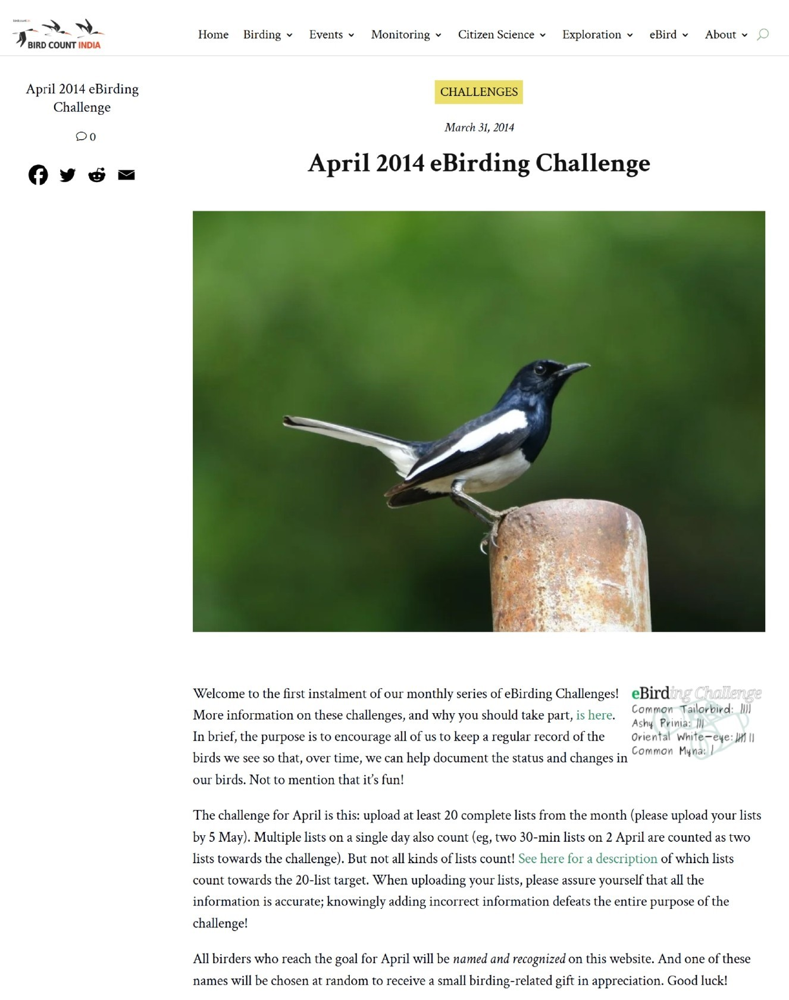 birdcount.in
BIRD COUNT INDIA
Home Birding Events Monitoring Citizen Science Exploration eBird About
April 2014 eBirding
Challenge
0
CHALLENGES
March 31, 2014
April 2014 eBirding Challenge
Welcome to the first instalment of our monthly series of eBirding Challenges!
More information on these challenges, and why you should take part, is here.
In brief, the purpose is to encourage all of us to keep a regular record of the
birds we see so that, over time, we can help document the status and changes in
our birds. Not to mention that it’s fun!
eBirding Challenge
Common Tailorbird: ||||
Ashy Prinia: |||
Oriental White-eye: |||| ||
Common Myna: |
The challenge for April is this: upload at least 20 complete lists from the month (please upload your lists
by 5 May). Multiple lists on a single day also count (eg, two 30-min lists on 2 April are counted as two
lists towards the challenge). But not all kinds of lists count! See here for a description of which lists
count towards the 20-list target. When uploading your lists, please assure yourself that all the
information is accurate; knowingly adding incorrect information defeats the entire purpose of the
challenge!
All birders who reach the goal for April will be named and recognized on this website. And one of these
names will be chosen at random to receive a small birding-related gift in appreciation. Good luck!